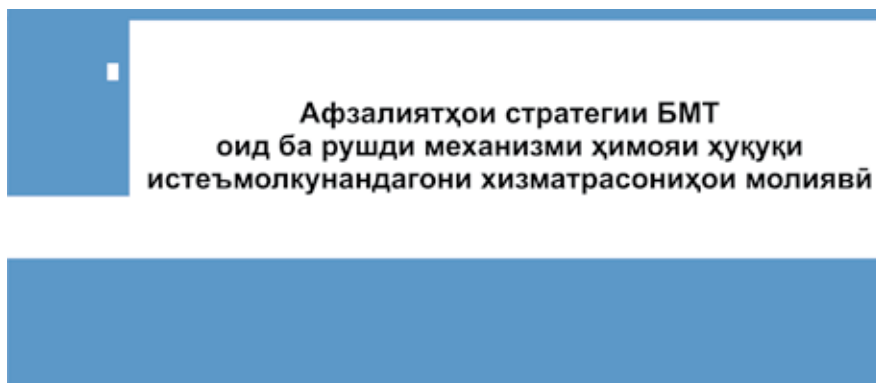 Афзалиятҳои стратегии БМТ
оид ба рушди механизми ҳимояи ҳуқуқи
истеъмолкунандагони хизматрасониҳои молиявӣ